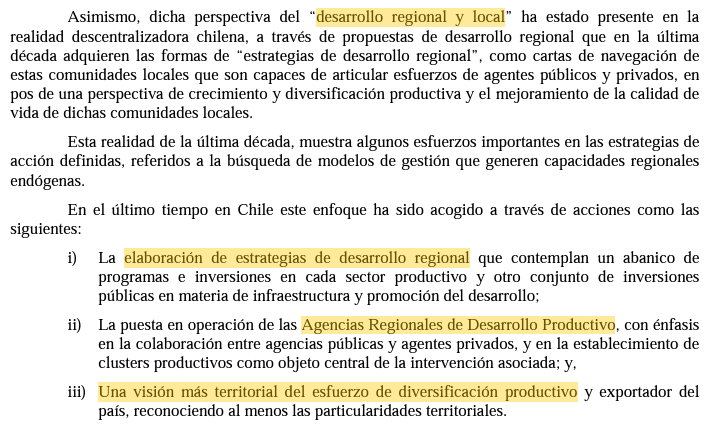 Asimismo, dicha perspectiva del “desarrollo regional y local” ha estado presente en la
realidad descentralizadora chilena, a través de propuestas de desarrollo regional que en la última
década adquieren las formas de “estrategias de desarrollo regional”, como cartas de navegación de
estas comunidades locales que son capaces de articular esfuerzos de agentes públicos y privados, en
pos de una perspectiva de crecimiento y diversificación productiva y el mejoramiento de la calidad de
vida de dichas comunidades locales.
Esta realidad de la última década, muestra algunos esfuerzos importantes en las estrategias de
acción definidas, referidos a la búsqueda de modelos de gestión que generen capacidades regionales
endógenas.
En el último tiempo en Chile este enfoque ha sido acogido a través de acciones como las
siguientes:
i) La elaboración de estrategias de desarrollo regional que contemplan un abanico de
programas e inversiones en cada sector productivo y otro conjunto de inversiones
públicas en materia de infraestructura y promoción del desarrollo;
ii) La puesta en operación de las Agencias Regionales de Desarrollo Productivo, con énfasis
en la colaboración entre agencias públicas y agentes privados, y en la establecimiento de
clusters productivos como objeto central de la intervención asociada; y,
iii) Una visión más territorial del esfuerzo de diversificación productivo y exportador del
país, reconociendo al menos las particularidades territoriales.